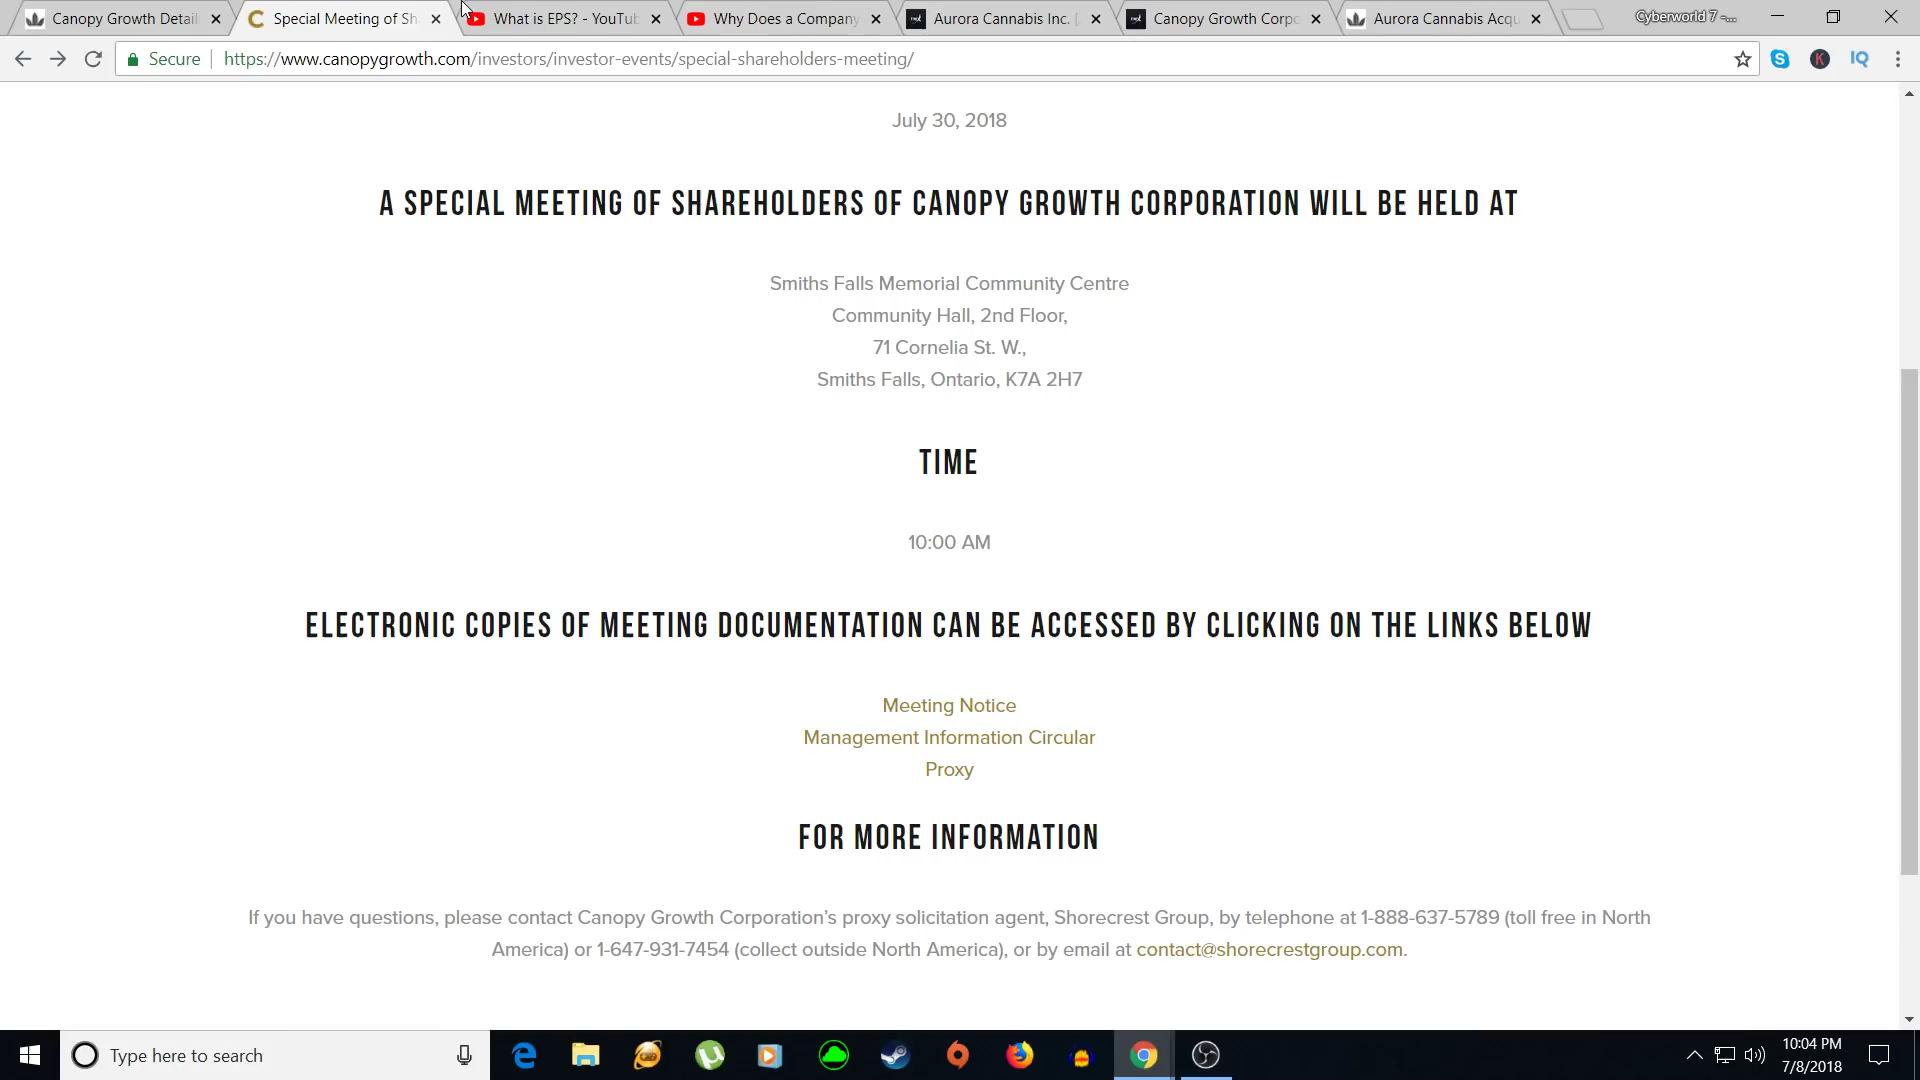 Canopy Growth Detail
Special Meeting of Sh
What is EPS? - YouTub
Why Does a Company
Aurora Cannabis Inc. [
Canopy Growth Corpo
Aurora Cannabis Acqu
Cyberworld 7 -...
Secure
https://www.canopygrowth.com/investors/investor-events/special-shareholders-meeting/
K
IQ
July 30, 2018
A SPECIAL MEETING OF SHAREHOLDERS OF CANOPY GROWTH CORPORATION WILL BE HELD AT
Smiths Falls Memorial Community Centre
Community Hall, 2nd Floor,
71 Cornelia St. W.,
Smiths Falls, Ontario, K7A 2H7
TIME
10:00 AM
ELECTRONIC COPIES OF MEETING DOCUMENTATION CAN BE ACCESSED BY CLICKING ON THE LINKS BELOW
Meeting Notice
Management Information Circular
Proxy
FOR MORE INFORMATION
If you have questions, please contact Canopy Growth Corporation’s proxy solicitation agent, Shorecrest Group, by telephone at 1-888-637-5789 (toll free in North
America) or 1-647-931-7454 (collect outside North America), or by email at contact@shorecrestgroup.com.
Type here to search
10:04 PM
7/8/2018